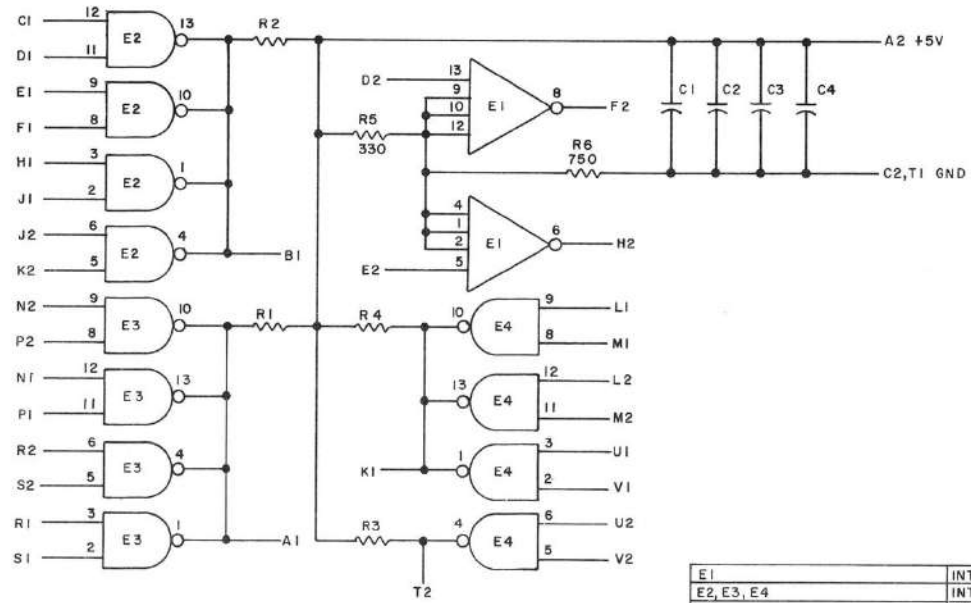 C1 12 E2 13 R2
D1 11
E1 9 E2 10
F1 8
H1 3 E2 1
J1 2
J2 6 E2 4 B1
K2 5
N2 9 E3 10 R1
P2 8
N1 12 E3 13
P1 11
R2 6 E3 4
S2 5
R1 3 E3 1 A1
S1 2
A2 +5V
D2 13 E1 8 F2
9
10
12
R5
330
R6
750
C1 C2 C3 C4
C2,T1 GND
4 E1 6 H2
1
2
E2 5
R4 10 E4 9 L1
8 M1
13 E4 12 L2
11 M2
K1 1 E4 3 U1
2 V1
R3 4 E4 6 U2
5 V2
T2
E1 INT
E2, E3, E4 INT